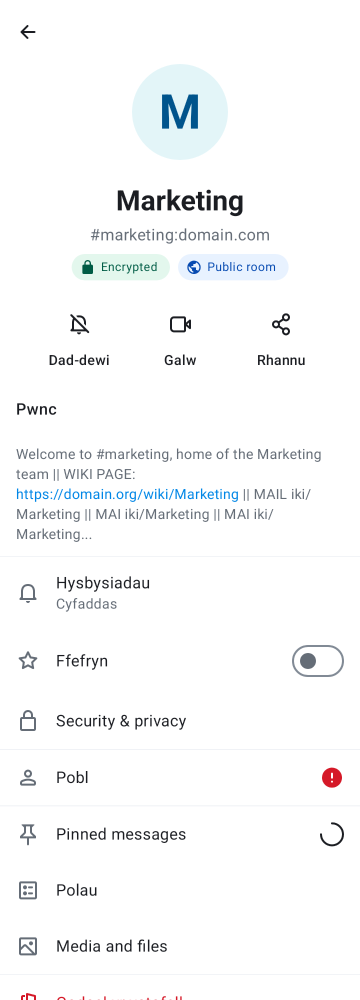 M
Marketing
#marketing:domain.com
Encrypted
Public room
Dad-dewi
Galw
Rhannu
Pwnc
Welcome to #marketing, home of the Marketing
team || WIKI PAGE:
https://domain.org/wiki/Marketing || MAIL iki/
Marketing || MAI iki/Marketing || MAI iki/
Marketing...
Hysbysiadau
Cyfaddas
Ffefryn
Security & privacy
Pobl
Pinned messages
Polau
Media and files